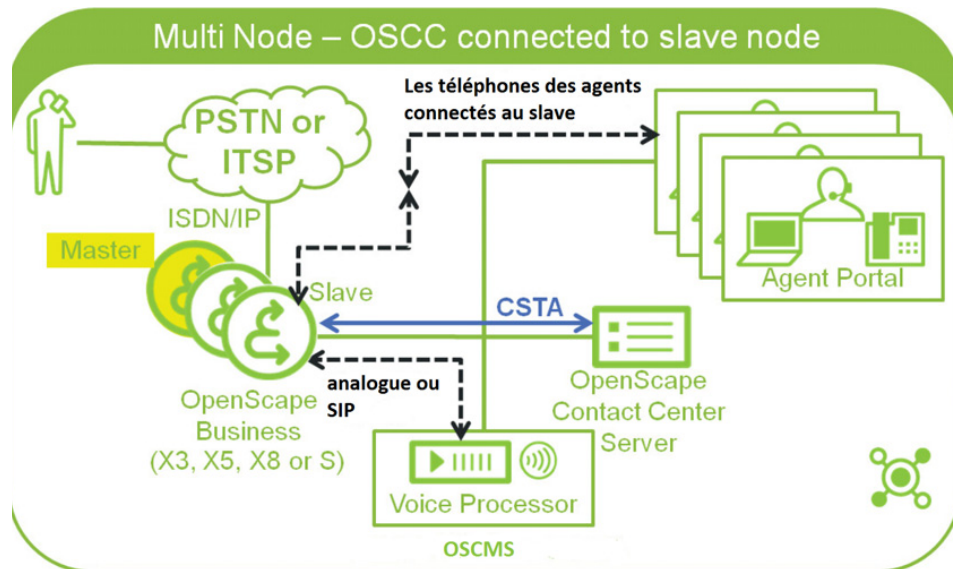 Multi Node – OSCC connected to slave node
Les téléphones des agents
connectés au slave
PSTN or
ITSP
ISDN/IP
Master
Slave
CSTA
Agent Portal
analogue ou
SIP
OpenScape
Business
(X3, X5, X8 or S)
OpenScape
Contact Center
Server
Voice Processor
OSCMS